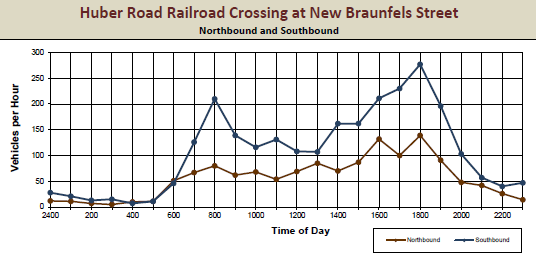 Huber Road Railroad Crossing at New Braunfels Street
Northbound and Southbound
Vehicles per Hour
300
250
200
150
100
50
0
2400 200 400 600 800 1000 1200 1400 1600 1800 2000 2200
Time of Day
Northbound Southbound